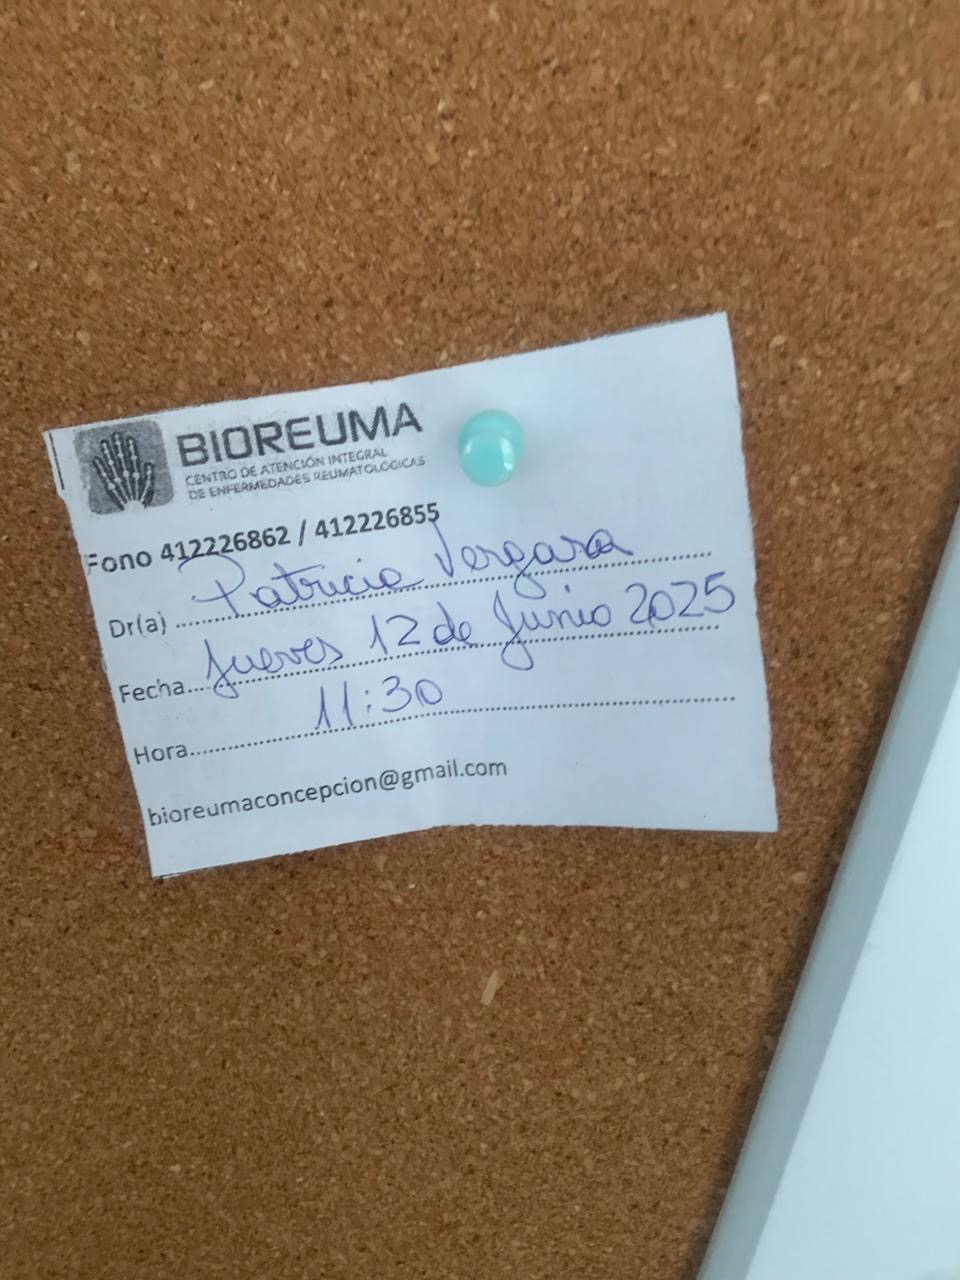 BIOREUMA
CENTRO DE ATENCIÓN INTEGRAL
DE ENFERMEDADES REUMATOLÓGICAS
Fono 412226862 / 412226855
Dr(a) Patricia Vergara
Fecha Jueves 12 de Junio 2025
Hora 11:30
bioreumaconcepcion@gmail.com